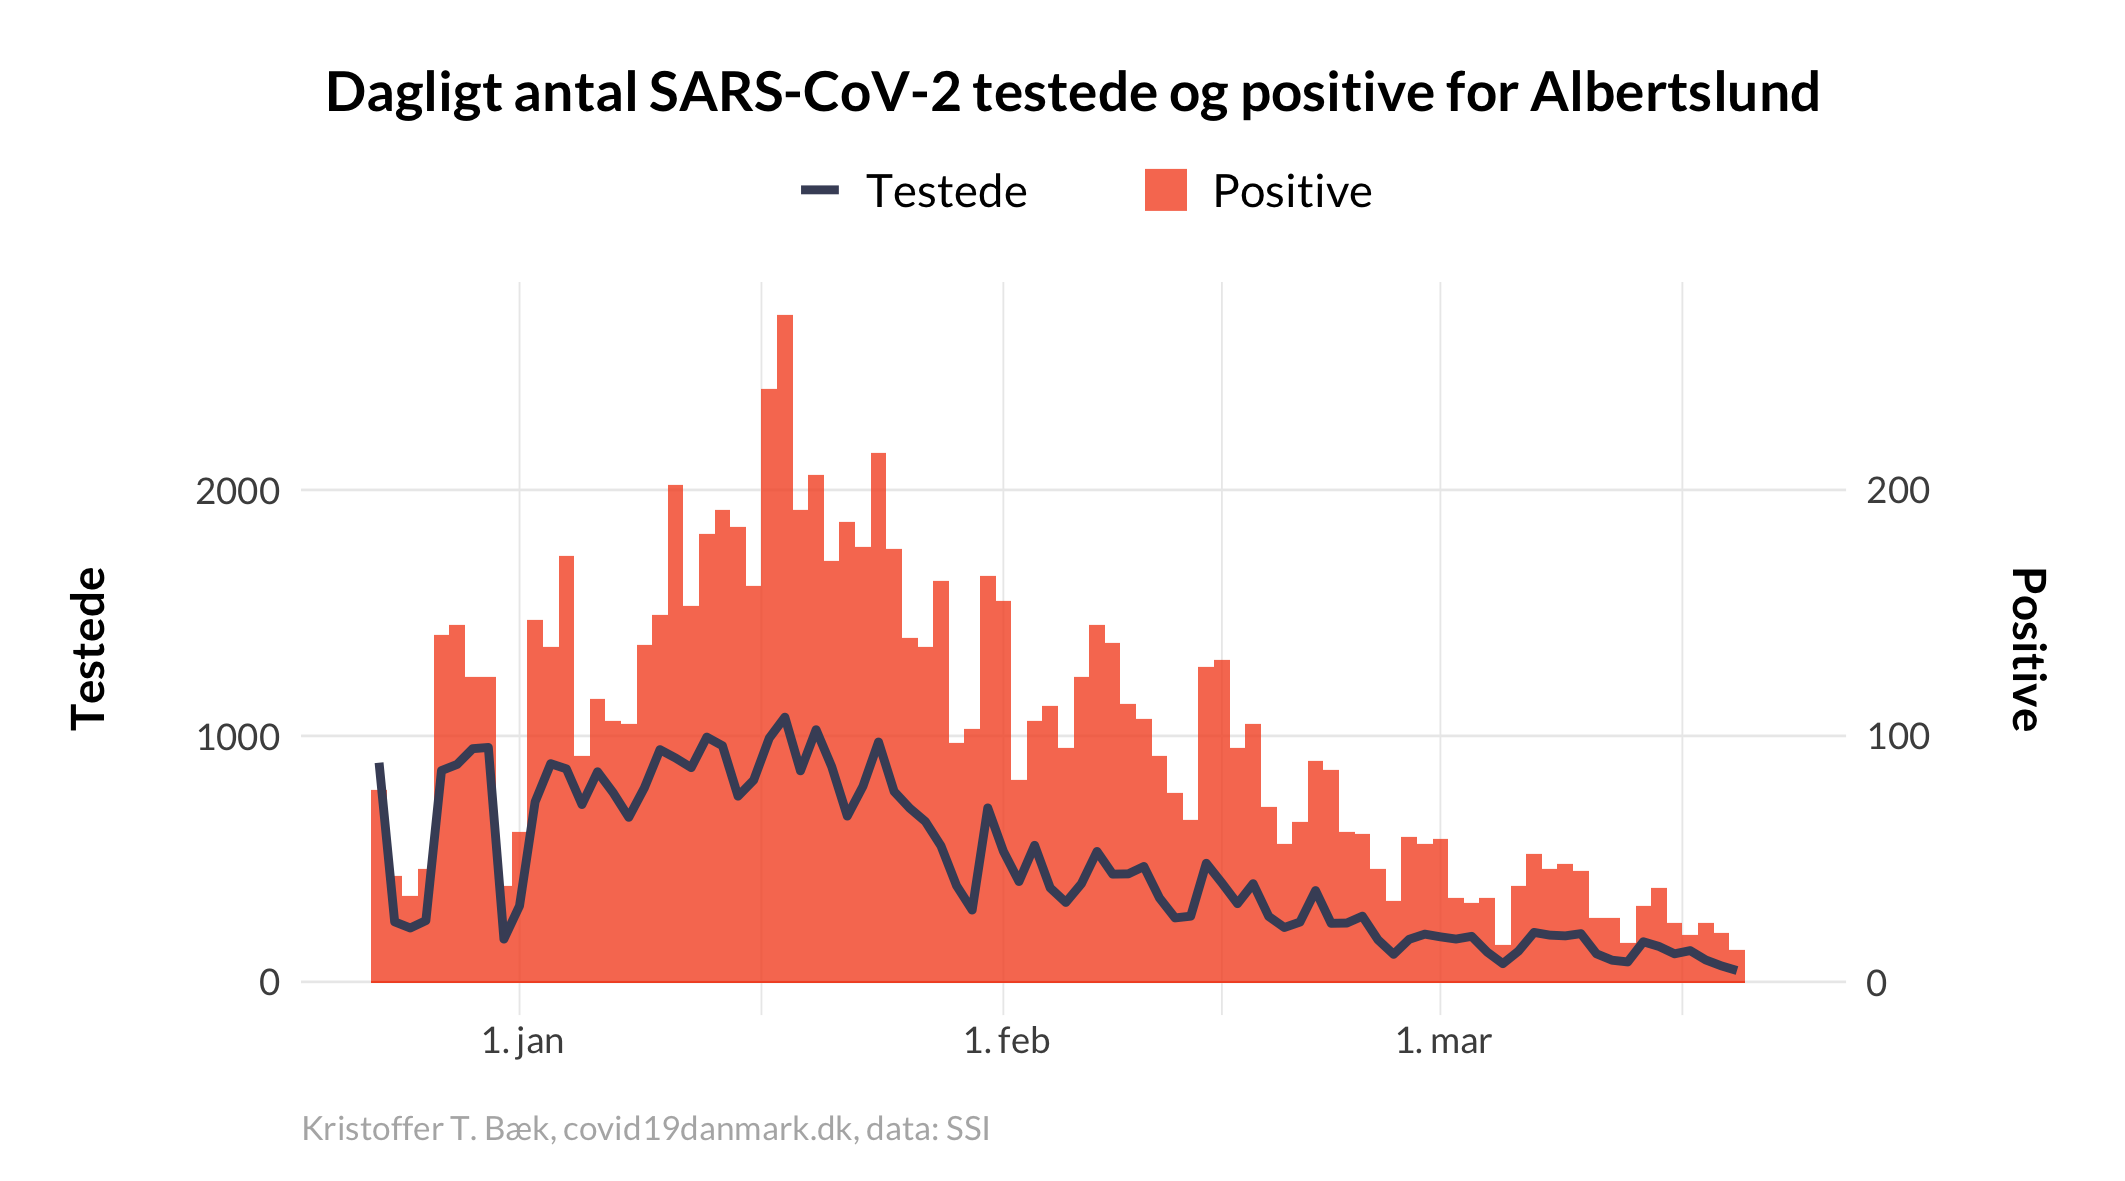 Dagligt antal SARS-CoV-2 testede og positive for Albertslund
Testede
Positive
2000
1000
0
200
100
0
Testede
Positive
1. jan
1. feb
1. mar
Kristoffer T. Bæk, covid19danmark.dk, data: SSI